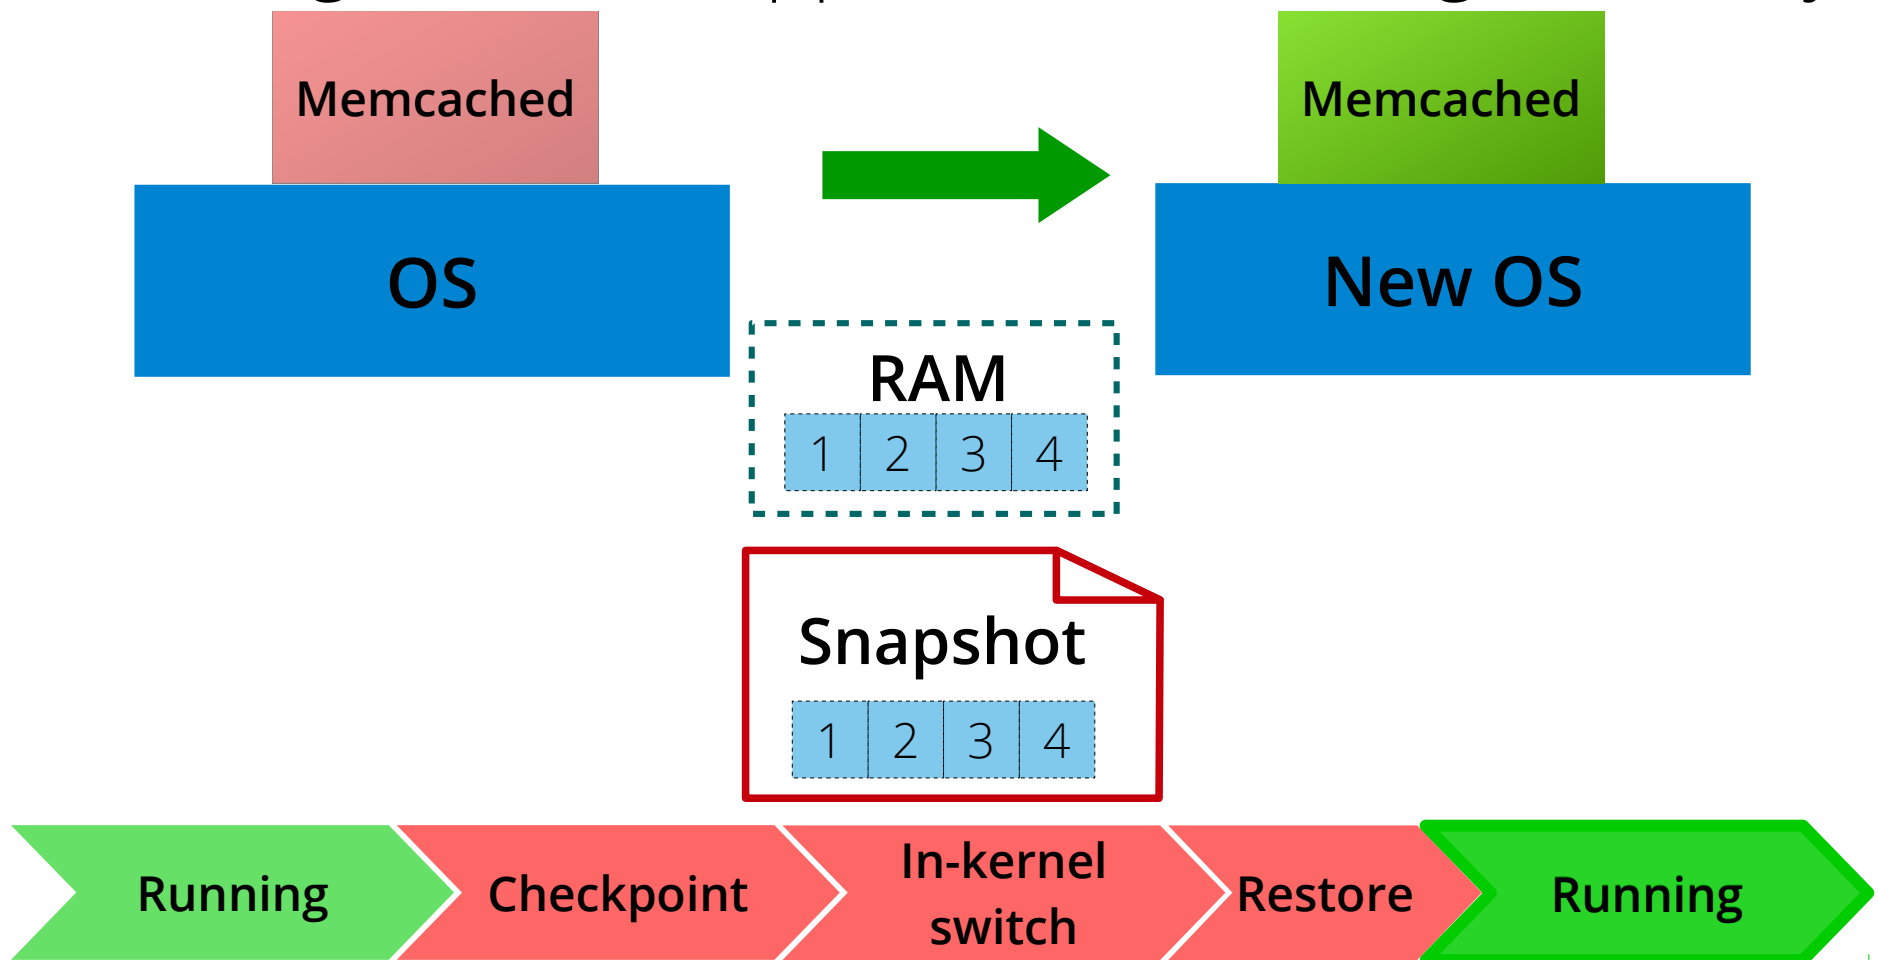 Memcached
Memcached
OS
New OS
RAM
1 2 3 4
Snapshot
1 2 3 4
Running
Checkpoint
In-kernel
switch
Restore
Running